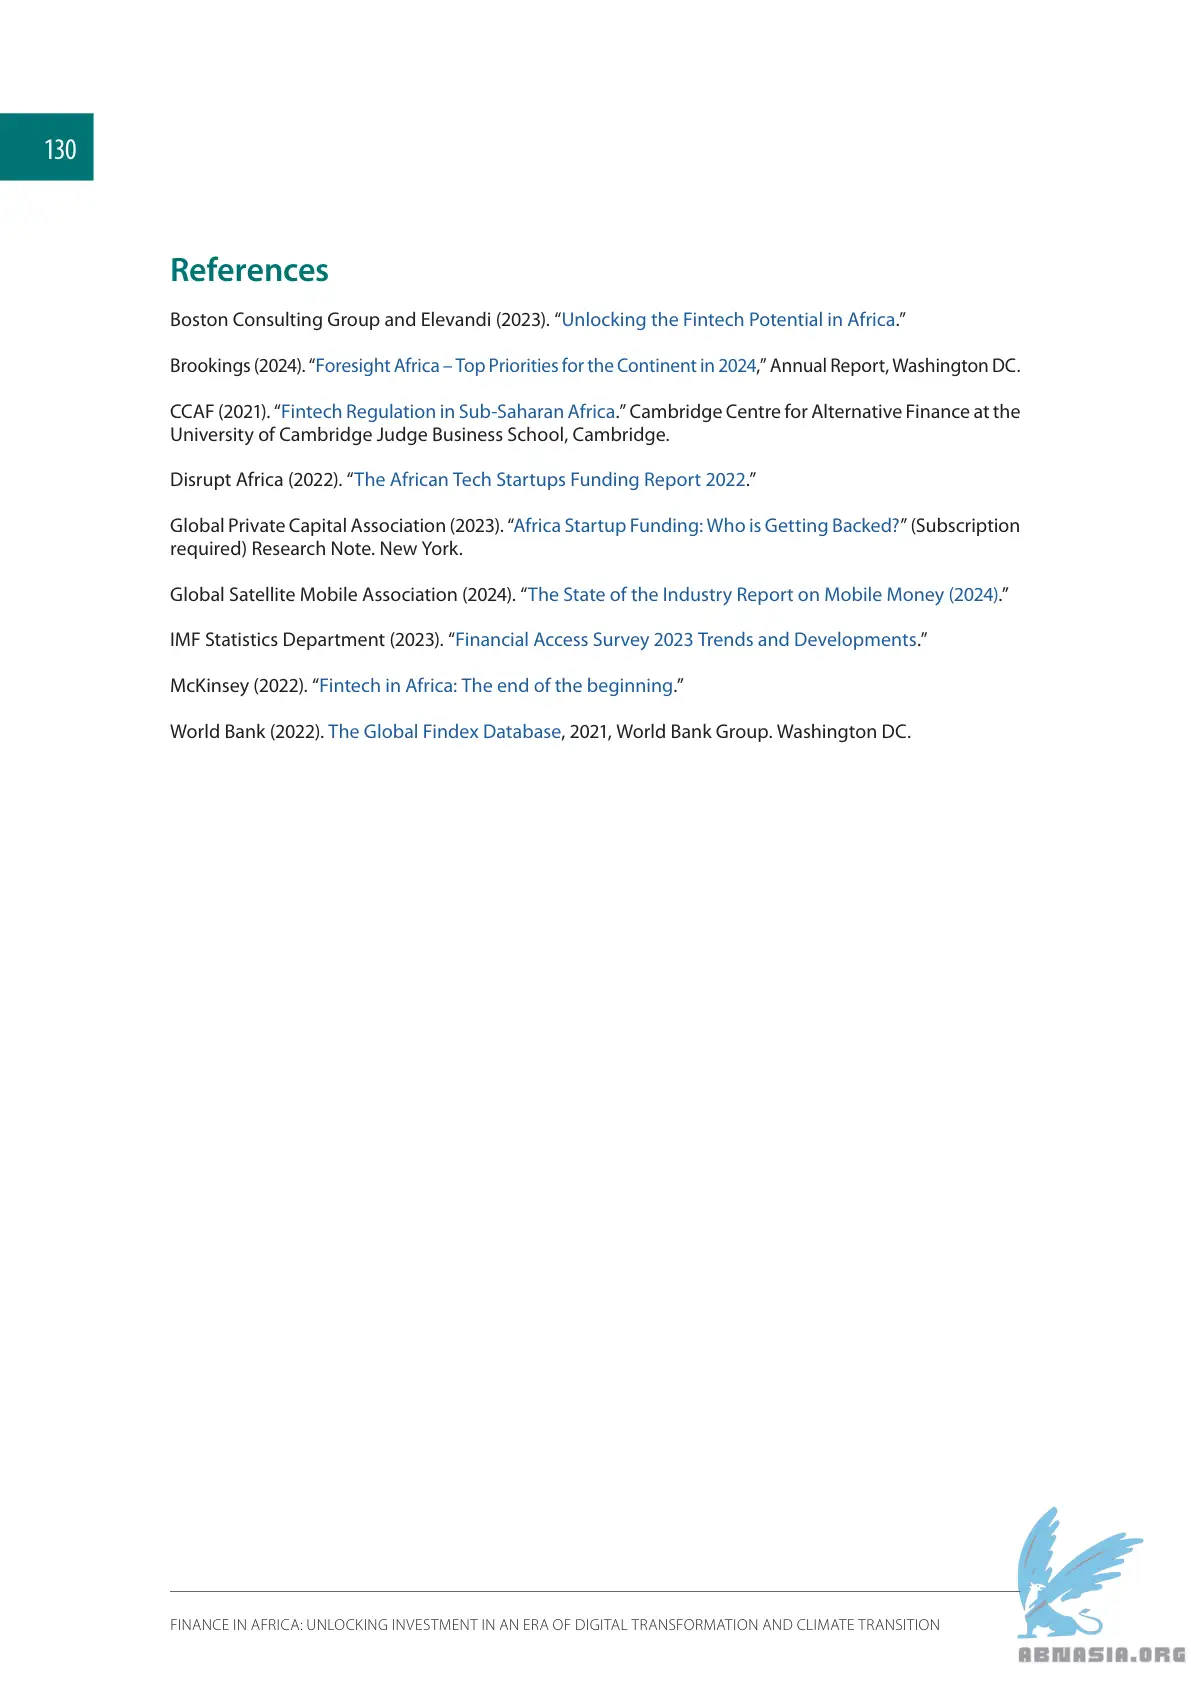 130
References
Boston Consulting Group and Elevandi (2023). “Unlocking the Fintech Potential in Africa.”
Brookings (2024). “Foresight Africa – Top Priorities for the Continent in 2024,” Annual Report, Washington DC.
CCAF (2021). “Fintech Regulation in Sub-Saharan Africa.” Cambridge Centre for Alternative Finance at the
University of Cambridge Judge Business School, Cambridge.
Disrupt Africa (2022). “The African Tech Startups Funding Report 2022.”
Global Private Capital Association (2023). “Africa Startup Funding: Who is Getting Backed?” (Subscription
required) Research Note. New York.
Global Satellite Mobile Association (2024). “The State of the Industry Report on Mobile Money (2024).”
IMF Statistics Department (2023). “Financial Access Survey 2023 Trends and Developments.”
McKinsey (2022). “Fintech in Africa: The end of the beginning.”
World Bank (2022). The Global Findex Database, 2021, World Bank Group. Washington DC.
FINANCE IN AFRICA: UNLOCKING INVESTMENT IN AN ERA OF DIGITAL TRANSFORMATION AND CLIMATE TRANSITION
ABNASIA.ORG